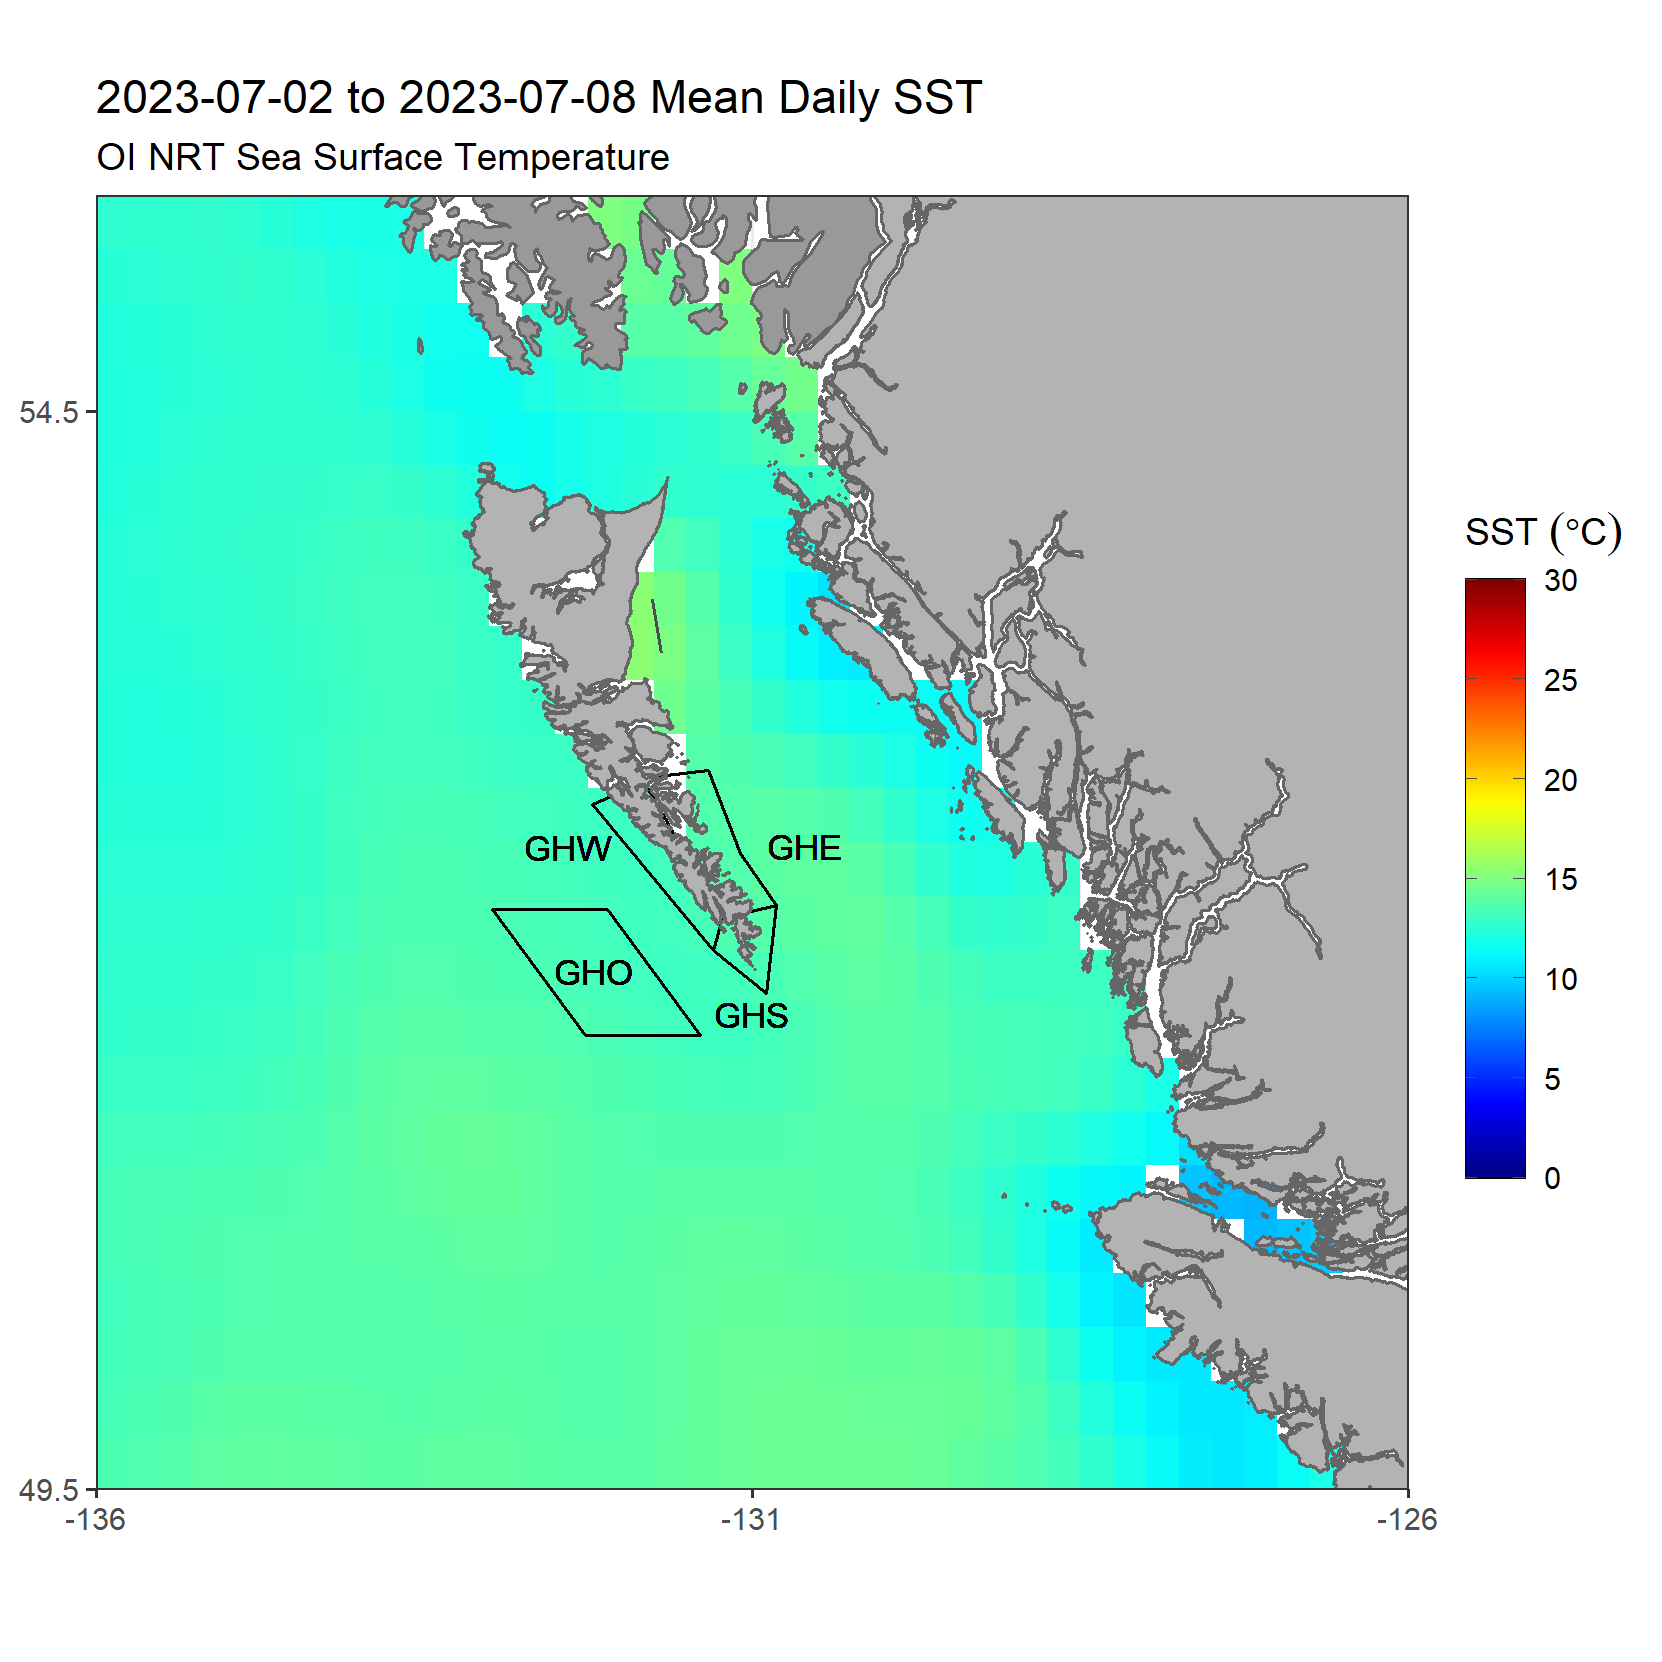 2023-07-02 to 2023-07-08 Mean Daily SST
OI NRT Sea Surface Temperature
54.5
49.5
-136
-131
-126
GHW
GHE
GHO
GHS
SST (°C)
30
25
20
15
10
5
0